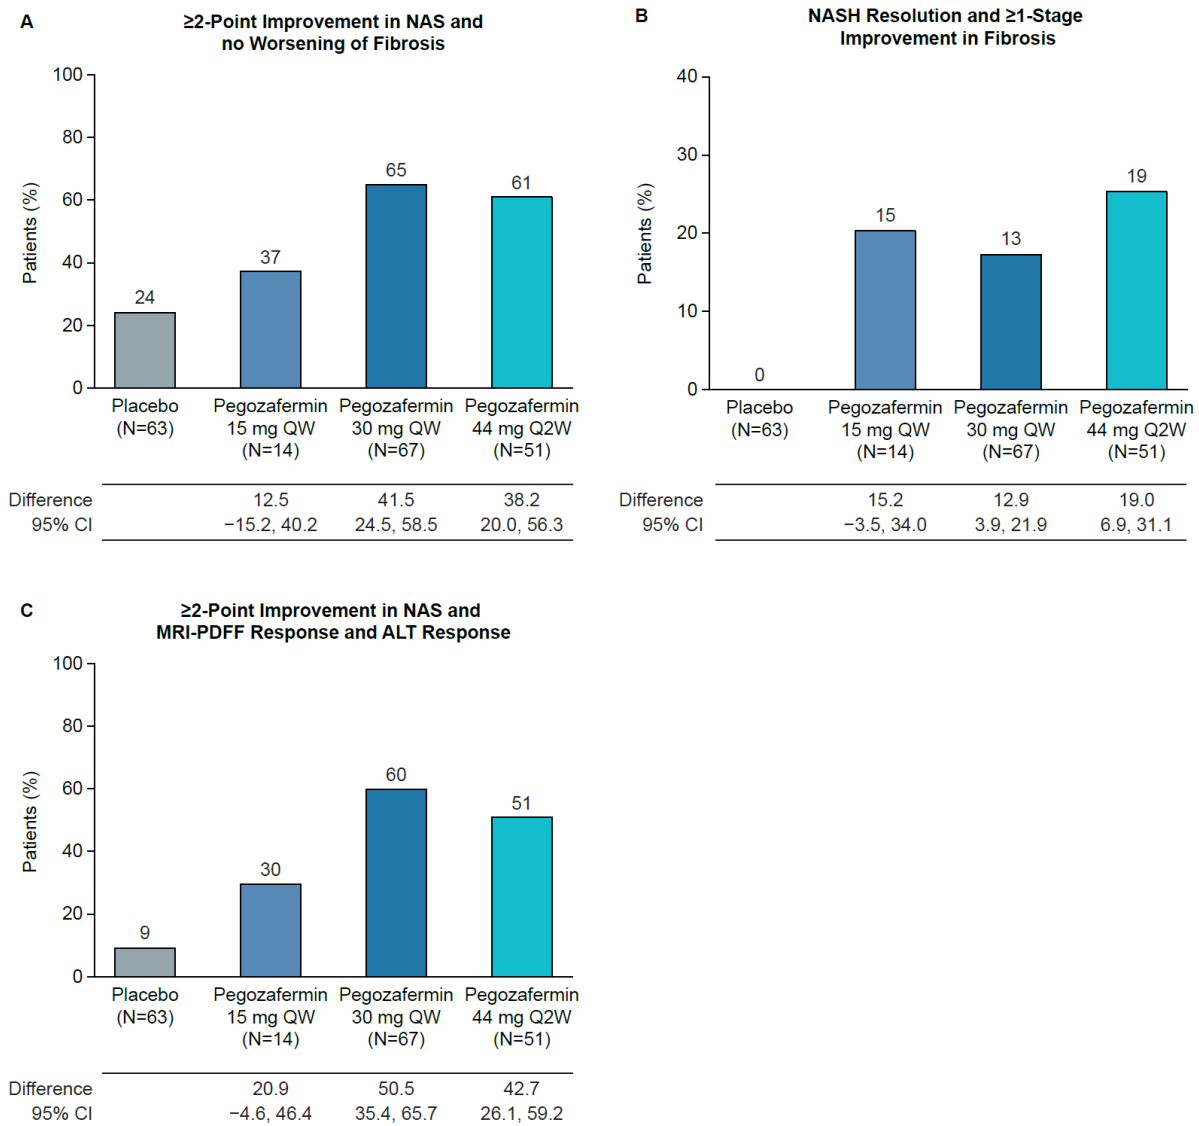 A
≥2-Point Improvement in NAS and
no Worsening of Fibrosis
Patients (%)
100
80
60
40
20
0
24
37
65
61
Placebo
(N=63)
Pegozafermin
15 mg QW
(N=14)
Pegozafermin
30 mg QW
(N=67)
Pegozafermin
44 mg Q2W
(N=51)
Difference 12.5 41.5 38.2
95% CI −15.2, 40.2 24.5, 58.5 20.0, 56.3
B
NASH Resolution and ≥1-Stage
Improvement in Fibrosis
Patients (%)
40
30
20
10
0
0
15
13
19
Placebo
(N=63)
Pegozafermin
15 mg QW
(N=14)
Pegozafermin
30 mg QW
(N=67)
Pegozafermin
44 mg Q2W
(N=51)
Difference 15.2 12.9 19.0
95% CI −3.5, 34.0 3.9, 21.9 6.9, 31.1
C
≥2-Point Improvement in NAS and
MRI-PDFF Response and ALT Response
Patients (%)
100
80
60
40
20
0
9
30
60
51
Placebo
(N=63)
Pegozafermin
15 mg QW
(N=14)
Pegozafermin
30 mg QW
(N=67)
Pegozafermin
44 mg Q2W
(N=51)
Difference 20.9 50.5 42.7
95% CI −4.6, 46.4 35.4, 65.7 26.1, 59.2